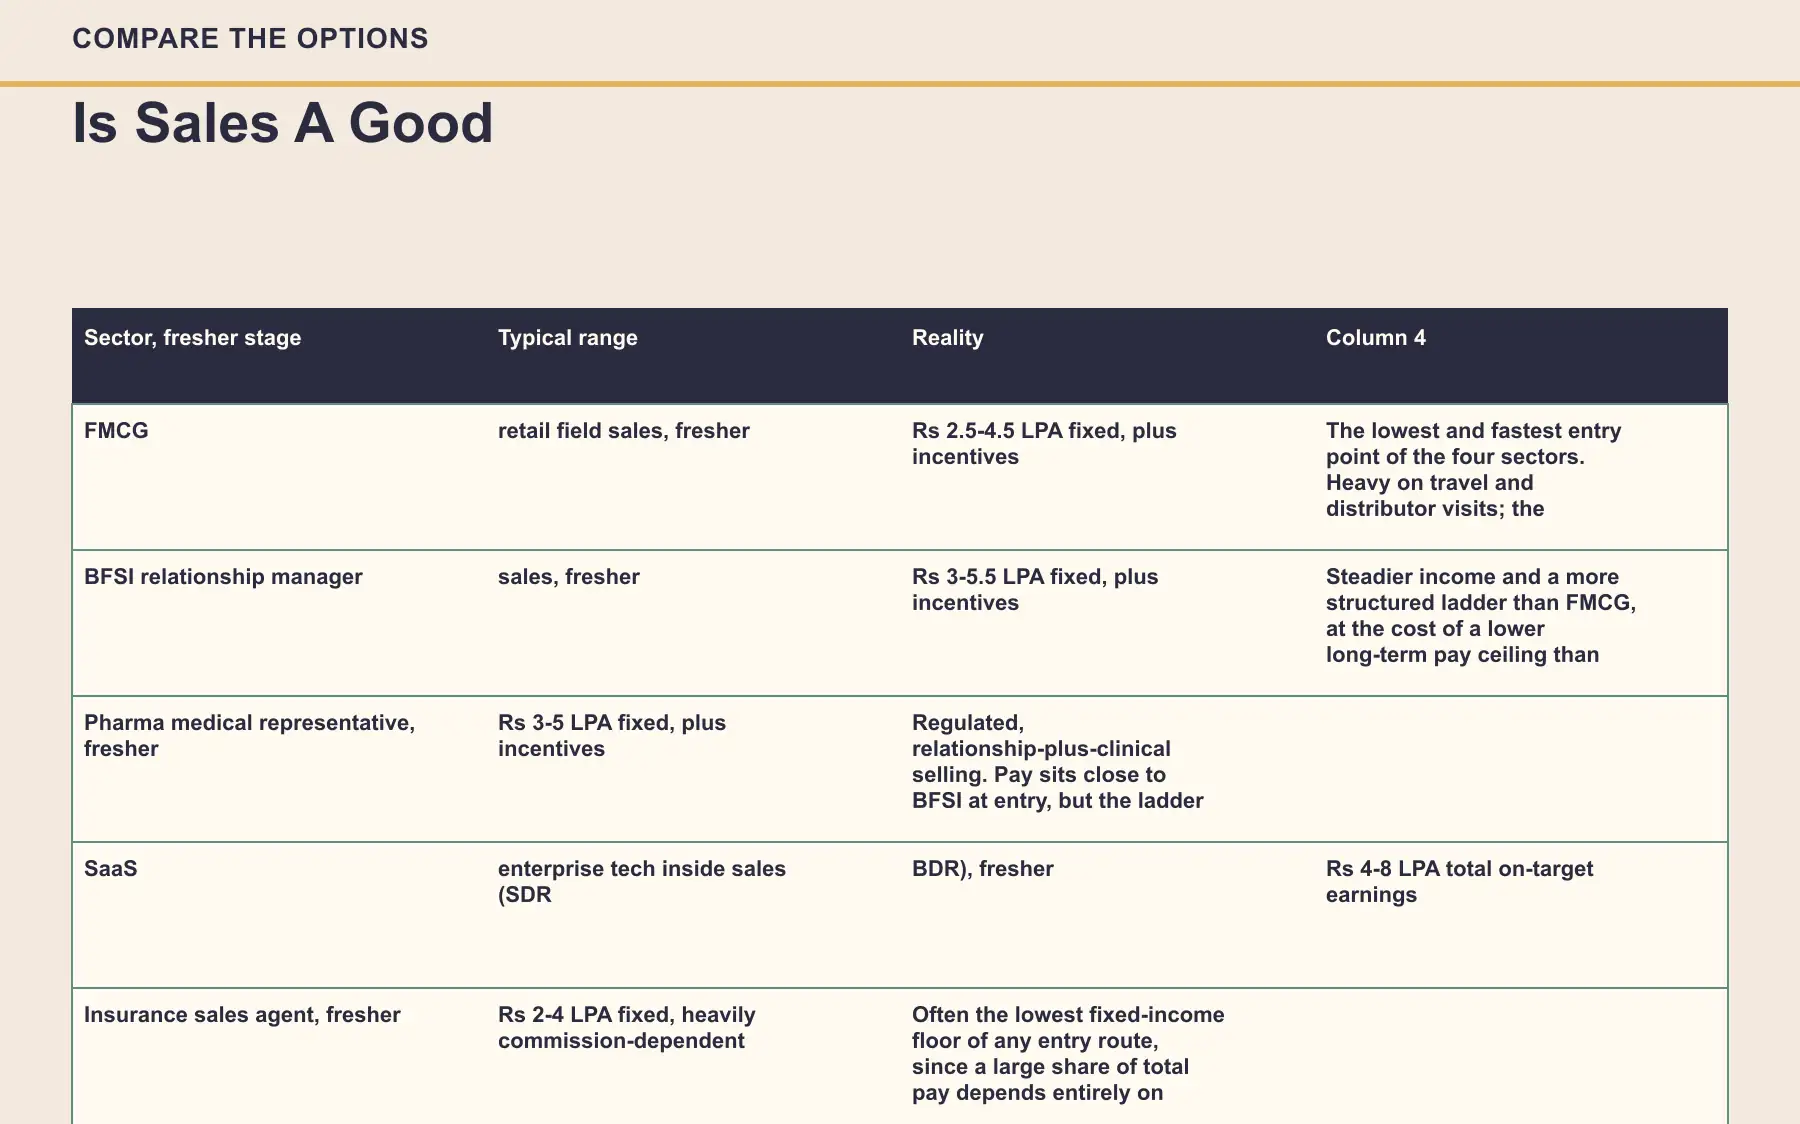 COMPARE THE OPTIONS
Is Sales A Good
Sector, fresher stage
Typical range
Reality
Column 4
FMCG
retail field sales, fresher
Rs 2.5-4.5 LPA fixed, plus
incentives
The lowest and fastest entry
point of the four sectors.
Heavy on travel and
distributor visits; the
BFSI relationship manager
sales, fresher
Rs 3-5.5 LPA fixed, plus
incentives
Steadier income and a more
structured ladder than FMCG,
at the cost of a lower
long-term pay ceiling than
Pharma medical representative,
fresher
Rs 3-5 LPA fixed, plus
incentives
Regulated,
relationship-plus-clinical
selling. Pay sits close to
BFSI at entry, but the ladder
SaaS
enterprise tech inside sales
(SDR
BDR), fresher
Rs 4-8 LPA total on-target
earnings
Insurance sales agent, fresher
Rs 2-4 LPA fixed, heavily
commission-dependent
Often the lowest fixed-income
floor of any entry route,
since a large share of total
pay depends entirely on